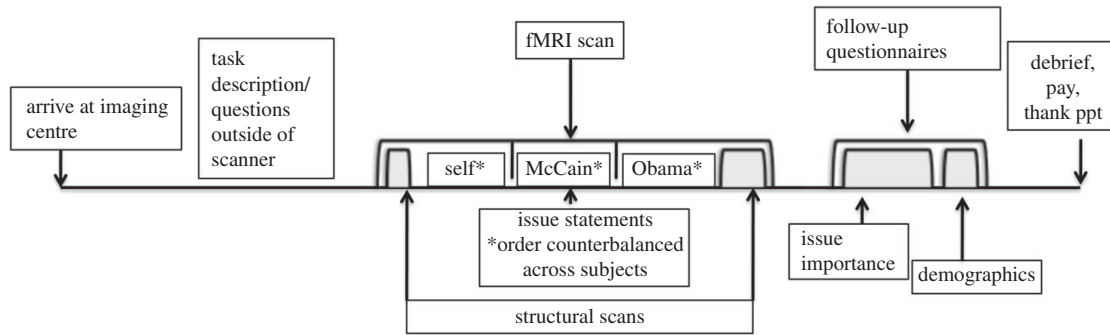 arrive at imaging
centre
task
description/
questions
outside of
scanner
fMRI scan
self*
McCain*
Obama*
issue statements
*order counterbalanced
across subjects
structural scans
follow-up
questionnaires
issue
importance
demographics
debrief,
pay,
thank ppt